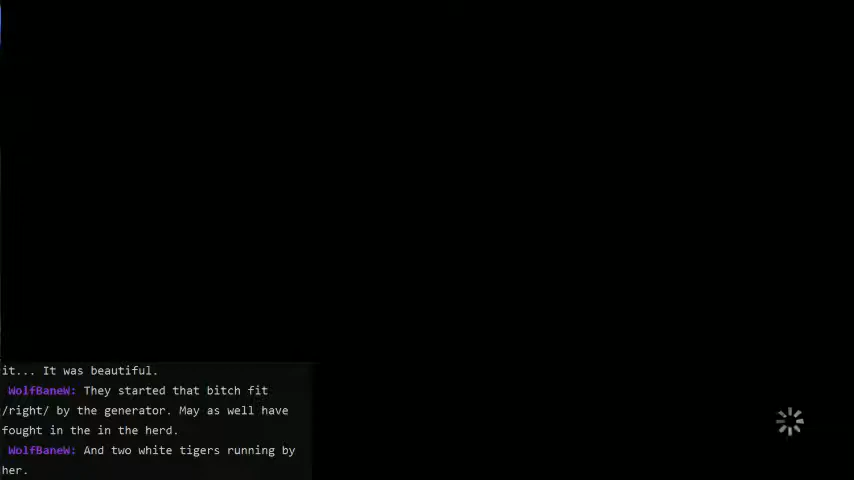 it... It was beautiful.
WolfBaneW: They started that bitch fit
/right/ by the generator. May as well have
fought in the in the herd.
WolfBaneW: And two white tigers running by
her.